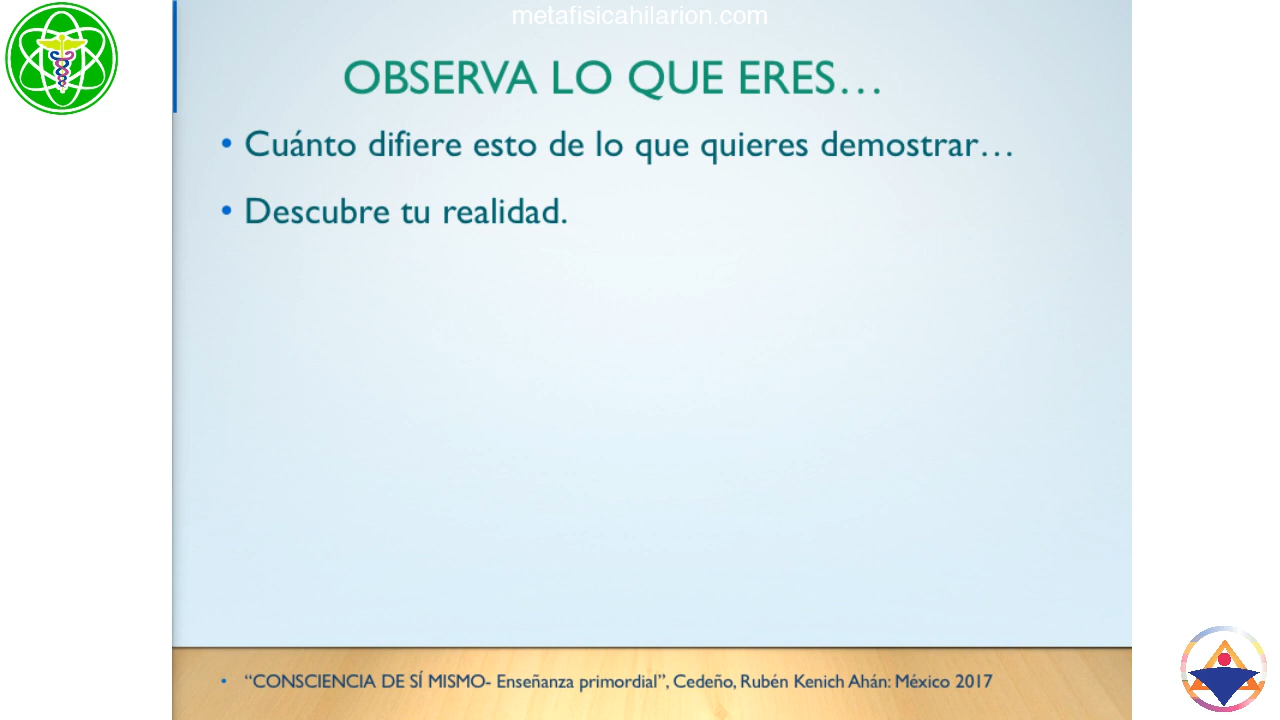 metafisicahilarion.com
OBSERVA LO QUE ERES…
• Cuánto difiere esto de lo que quieres demostrar…
• Descubre tu realidad.
• “CONSCIENCIA DE SÍ MISMO- Enseñanza primordial”, Cedeño, Rubén Kenich Ahán: México 2017